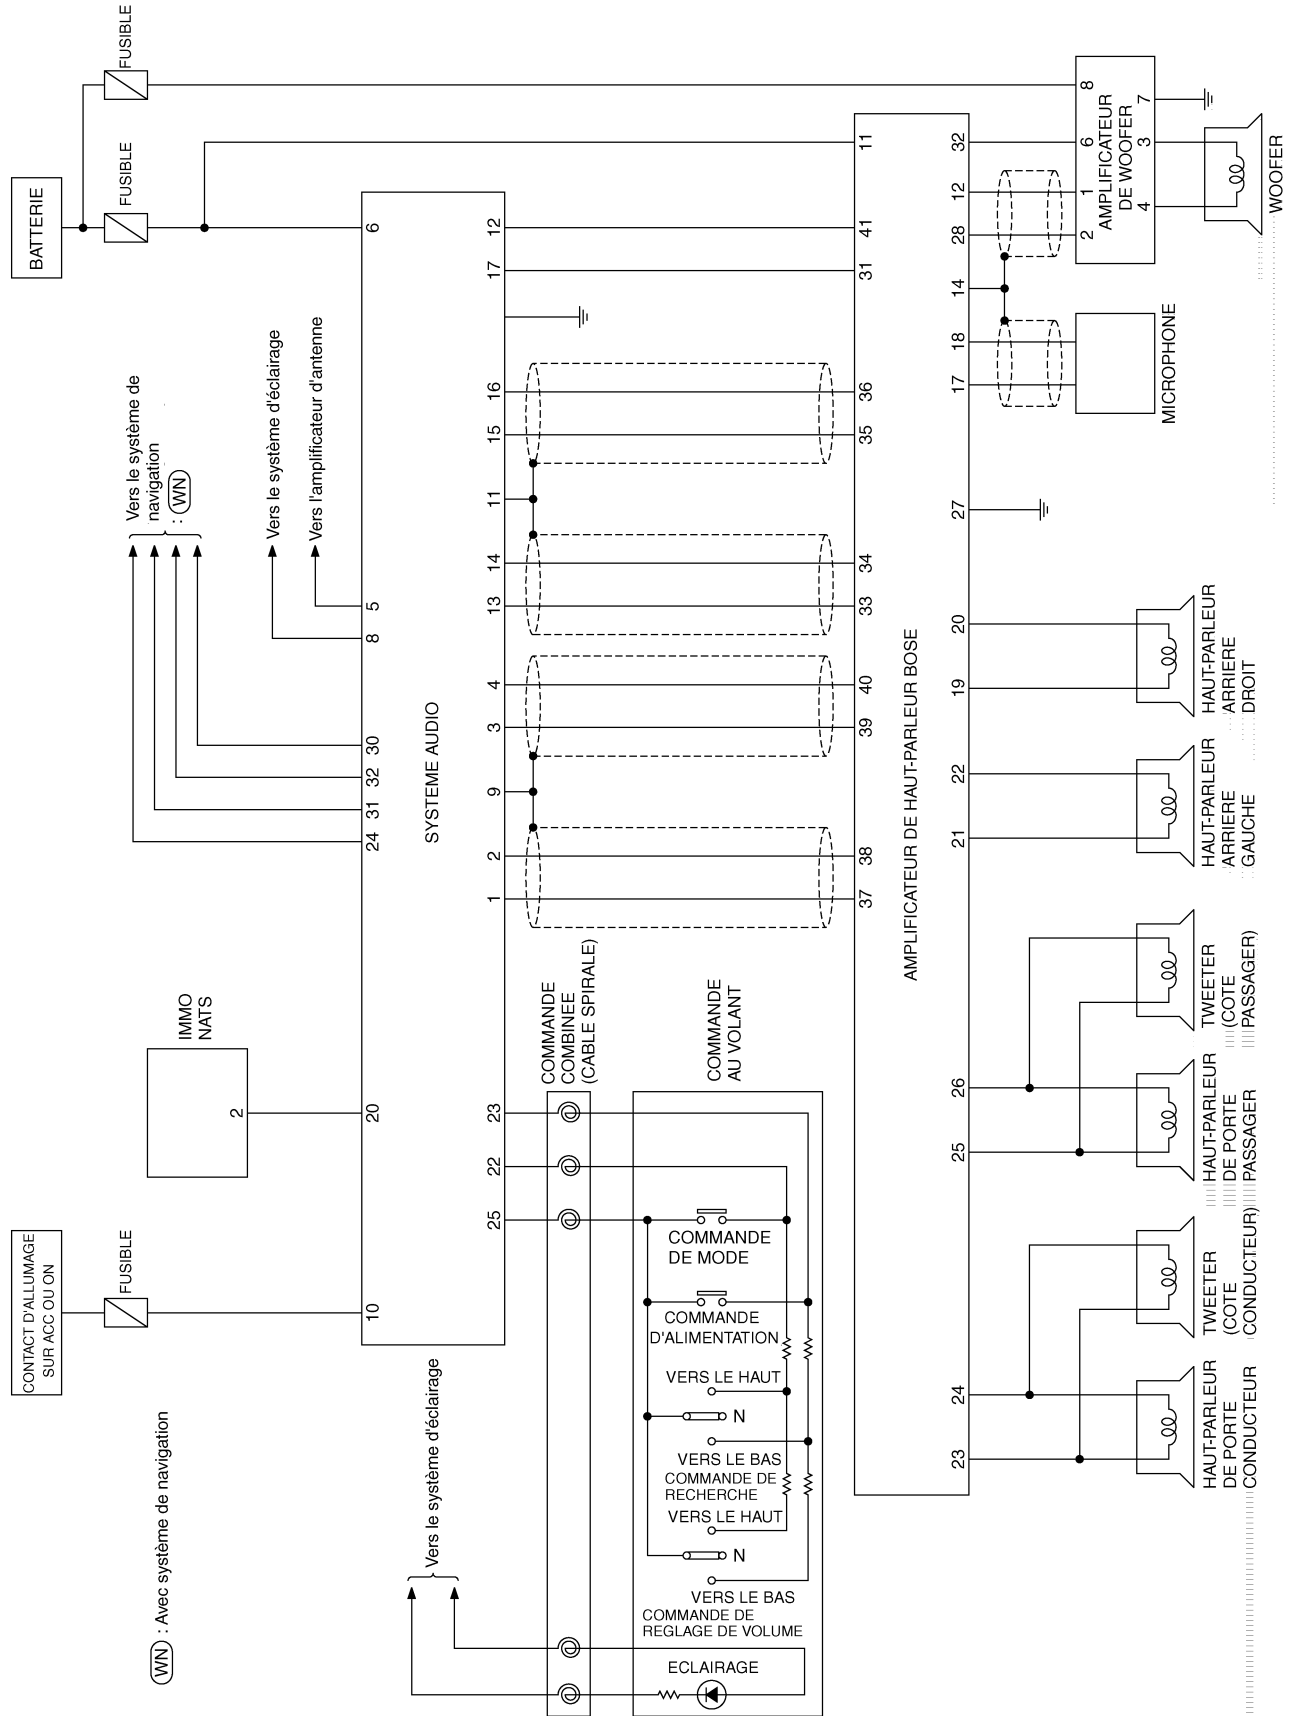 BATTERIE
FUSIBLE
FUSIBLE
CONTACT D'ALLUMAGE
SUR ACC OU ON
FUSIBLE
IMMO
NATS
2
Vers le système de
navigation
: WN
Vers le système d'éclairage
Vers l'amplificateur d'antenne
WN : Avec système de navigation
10
20
24
31
32
30
8
5
6
SYSTEME AUDIO
25
22
23
1
2
9
3
4
13
14
11
15
16
17
12
Vers le système d'éclairage
COMMANDE
COMBINEE
(CABLE SPIRALE)
COMMANDE
AU VOLANT
COMMANDE
DE MODE
COMMANDE
D'ALIMENTATION
VERS LE HAUT
N
VERS LE BAS
COMMANDE DE
RECHERCHE
VERS LE HAUT
N
VERS LE BAS
COMMANDE DE
REGLAGE DE VOLUME
ECLAIRAGE
37
38
39
40
33
34
35
36
31
41
11
AMPLIFICATEUR DE HAUT-PARLEUR BOSE
23
24
25
26
21
22
19
20
27
17
18
14
28
12
32
2
1
6
8
AMPLIFICATEUR
DE WOOFER
4
3
7
WOOFER
MICROPHONE
HAUT-PARLEUR
ARRIERE
DROIT
HAUT-PARLEUR
ARRIERE
GAUCHE
TWEETER
(COTE
PASSAGER)
HAUT-PARLEUR
DE PORTE
PASSAGER
TWEETER
(COTE
CONDUCTEUR)
HAUT-PARLEUR
DE PORTE
CONDUCTEUR